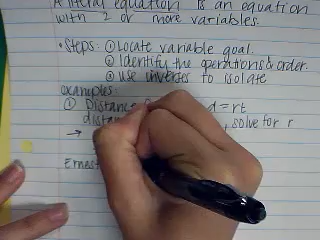 A literal equation is an equation
with 2 or more variables.
• Steps: ① Locate variable goal.
② Identify the operations & order.
③ Use inverses to isolate
examples:
① Distance d = rt
solve for r
→